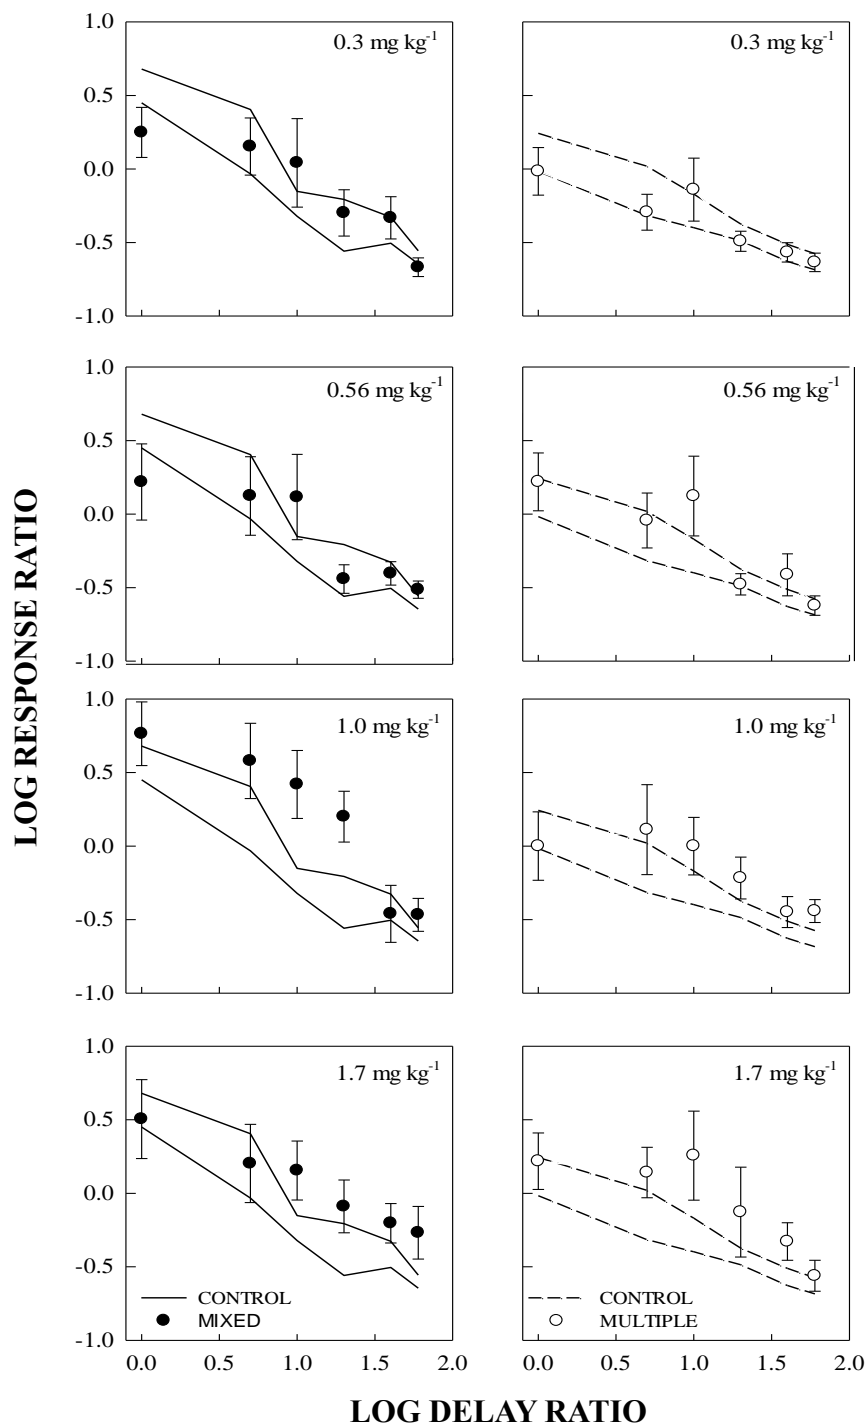 1.0
0.3 mg kg-1
0.3 mg kg-1
0.5
0.0
-0.5
-1.0
1.0
0.56 mg kg-1
0.56 mg kg-1
0.5
0.0
-0.5
-1.0
LOG RESPONSE RATIO
1.0
1.0 mg kg-1
1.0 mg kg-1
0.5
0.0
-0.5
-1.0
1.0
1.7 mg kg-1
1.7 mg kg-1
0.5
0.0
-0.5
CONTROL
MIXED
CONTROL
MULTIPLE
-1.0
0.0 0.5 1.0 1.5 2.0
0.0 0.5 1.0 1.5 2.0
LOG DELAY RATIO